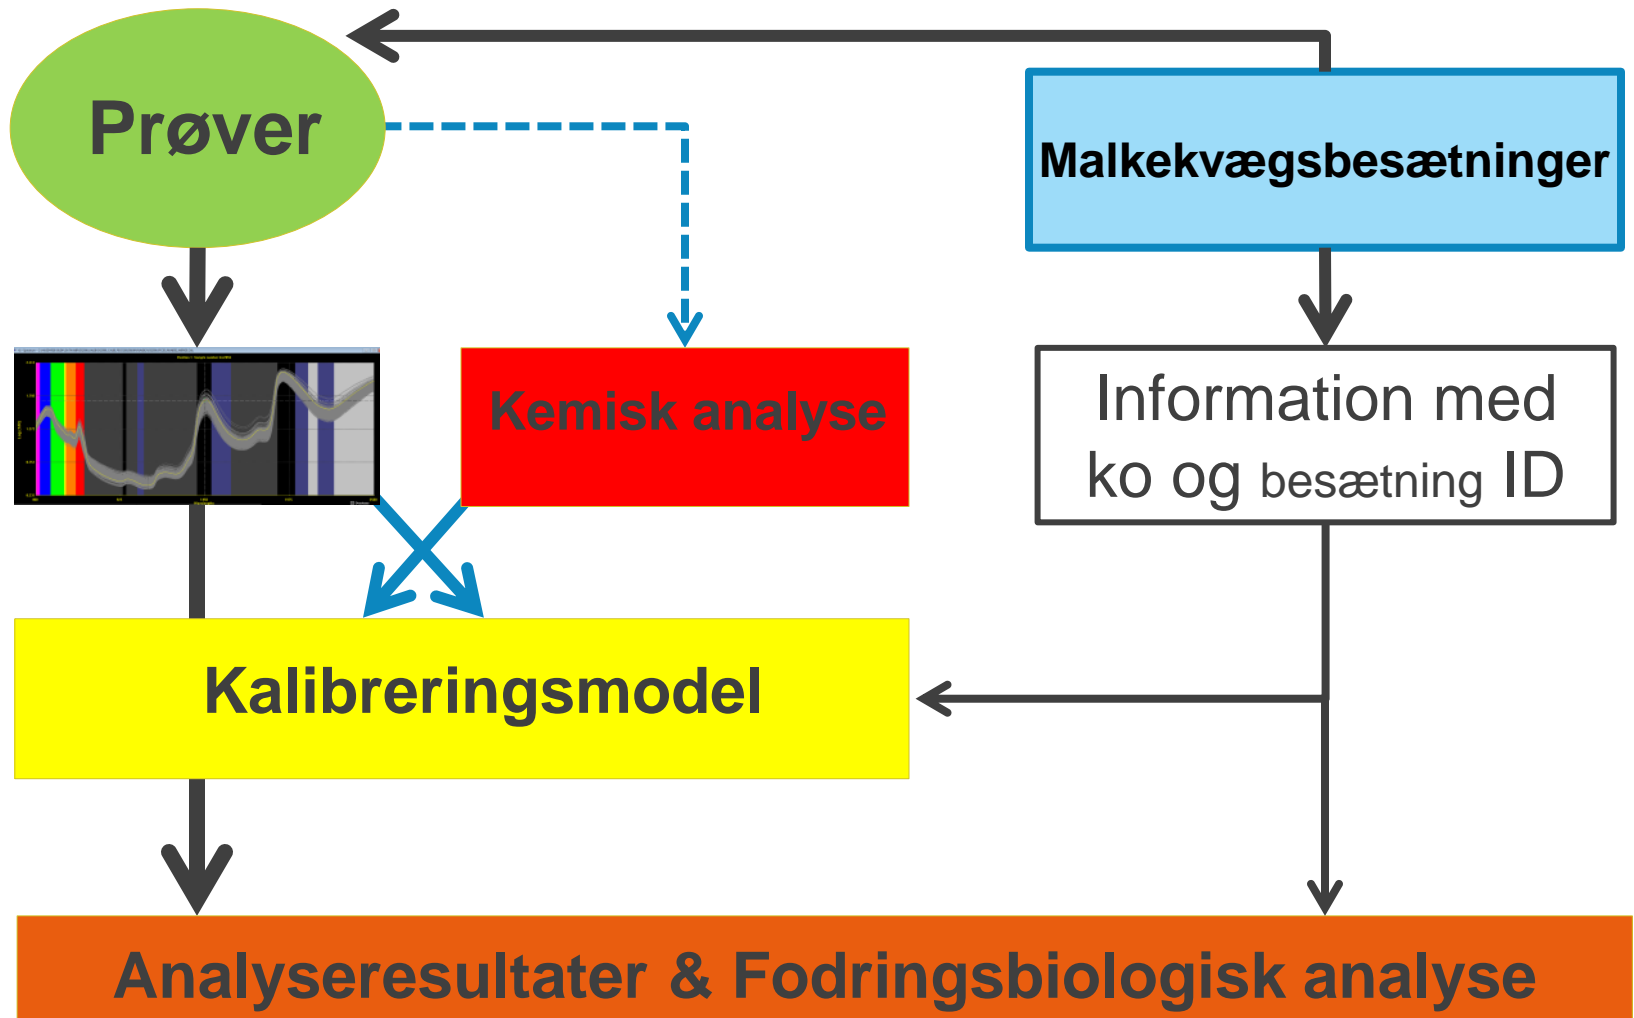 Prøver
Malkekvægsbesætninger
Kemisk analyse
Information med
ko og besætning ID
Kalibreringsmodel
Analyseresultater & Fodringsbiologisk analyse